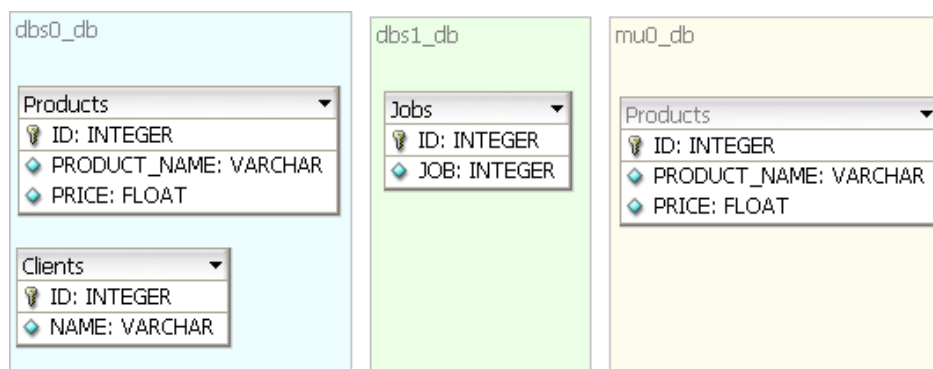 dbs0_db
Products
ID: INTEGER
PRODUCT_NAME: VARCHAR
PRICE: FLOAT
Clients
ID: INTEGER
NAME: VARCHAR
dbs1_db
Jobs
ID: INTEGER
JOB: INTEGER
mu0_db
Products
ID: INTEGER
PRODUCT_NAME: VARCHAR
PRICE: FLOAT